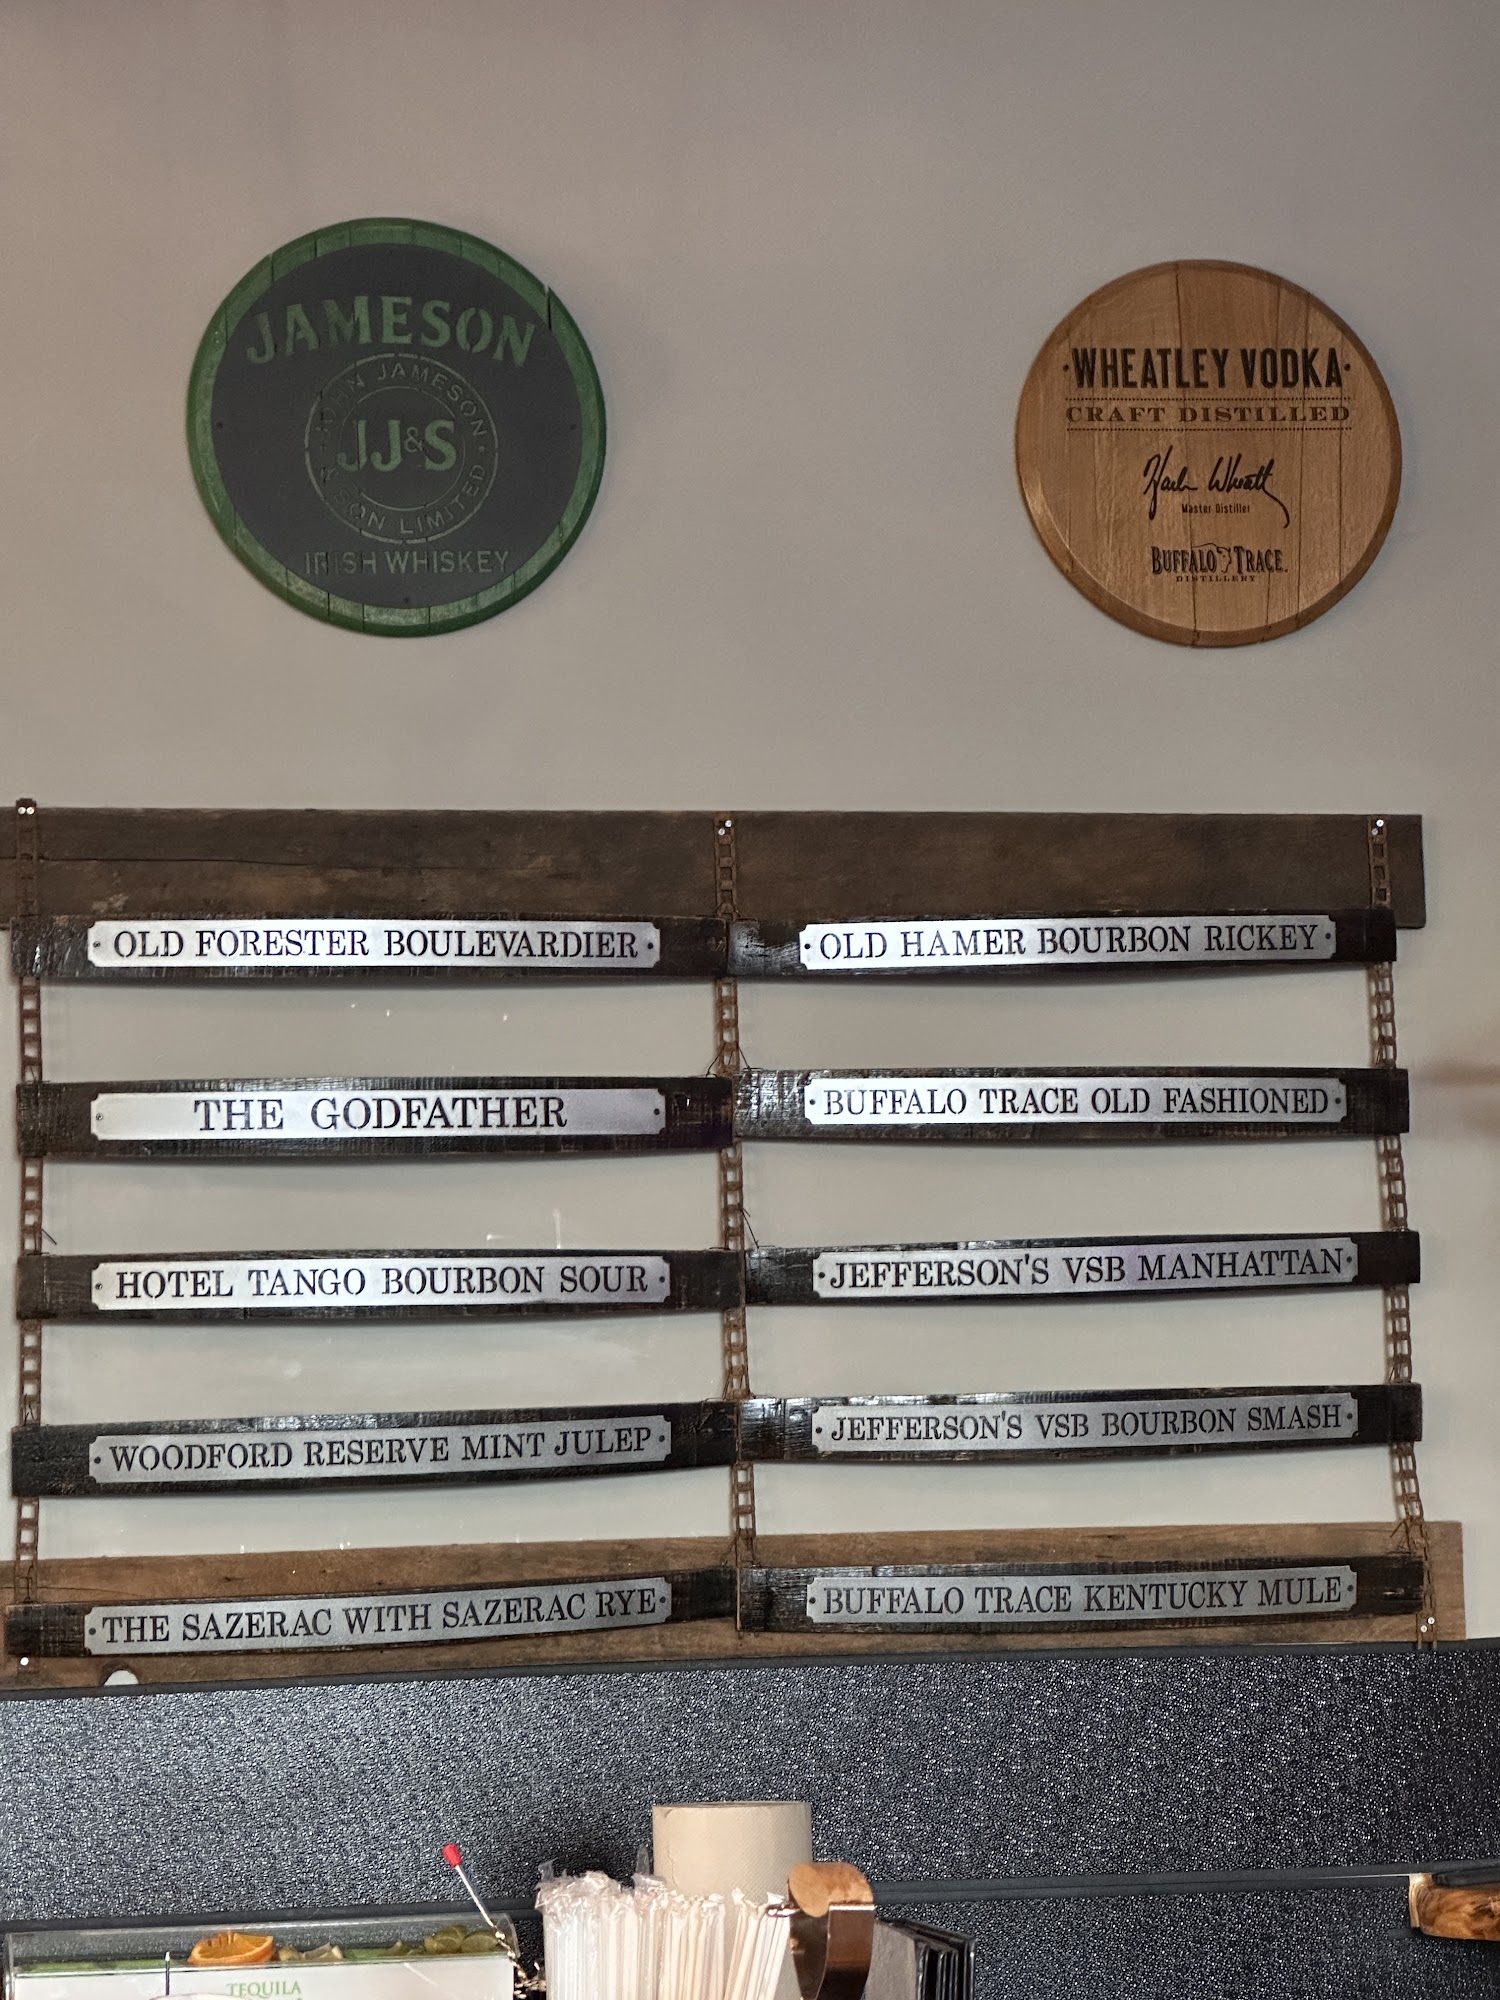 JAMESON
JOHN JAMESON
JJ&S
& SON LIMITED
IRISH WHISKEY
·WHEATLEY VODKA·
CRAFT DISTILLED
Master Distiller
BUFFALO TRACE
DISTILLERY
OLD FORESTER BOULEVARDIER
OLD HAMER BOURBON RICKEY
THE GODFATHER
BUFFALO TRACE OLD FASHIONED
HOTEL TANGO BOURBON SOUR
JEFFERSON'S VSB MANHATTAN
WOODFORD RESERVE MINT JULEP
JEFFERSON'S VSB BOURBON SMASH
THE SAZERAC WITH SAZERAC RYE
BUFFALO TRACE KENTUCKY MULE
TEQUILA